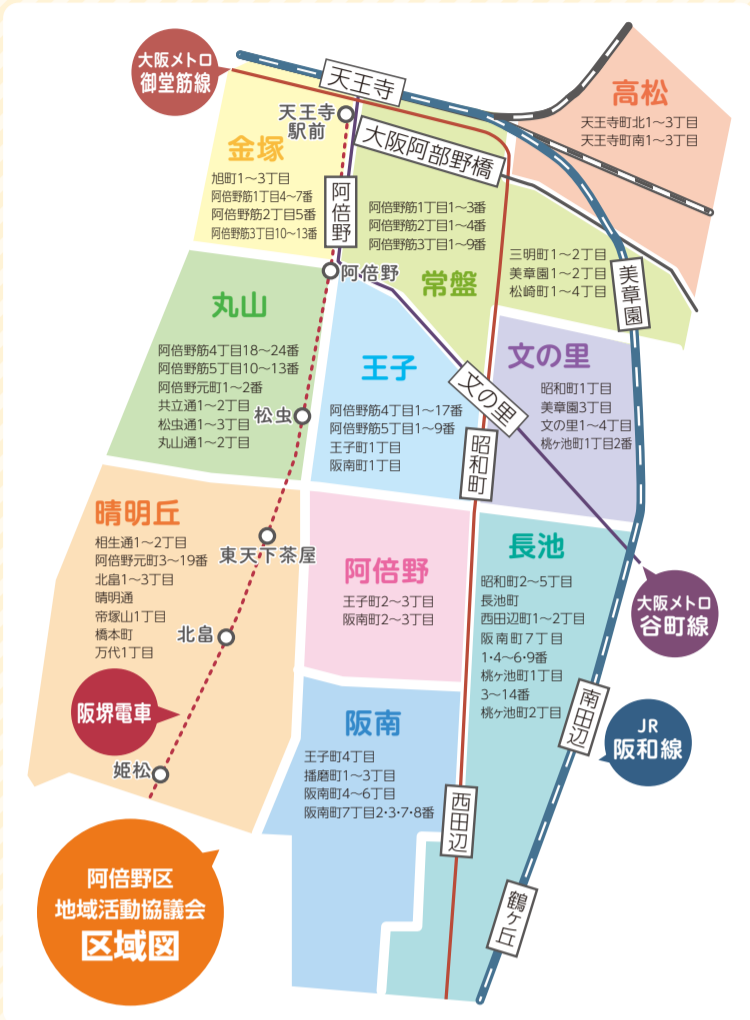 大阪メトロ
御堂筋線
天王寺
天王寺
駅前
大阪阿部野橋
高松
天王寺町北1〜3丁目
天王寺町南1〜3丁目
金塚
旭町1〜3丁目
阿倍野筋1丁目4〜7番
阿倍野筋2丁目5番
阿倍野筋3丁目10〜13番
阿倍野
阿倍野筋1丁目1〜3番
阿倍野筋2丁目1〜4番
阿倍野筋3丁目1〜9番
常盤
三明町1〜2丁目
美章園1〜2丁目
松崎町1〜4丁目
美章園
阿倍野
丸山
阿倍野筋4丁目18〜24番
阿倍野筋5丁目10〜13番
阿倍野元町1〜2番
共立通1〜2丁目
松虫通1〜3丁目
丸山通1〜2丁目
松虫
王子
阿倍野筋4丁目1〜17番
阿倍野筋5丁目1〜9番
王子町1丁目
阪南町1丁目
文の里
昭和町
文の里
昭和町1丁目
美章園3丁目
文の里1〜4丁目
桃ヶ池町1丁目2番
晴明丘
相生通1〜2丁目
阿倍野元町3〜19番
北畠1〜3丁目
晴明通
帝塚山1丁目
橋本町
万代1丁目
東天下茶屋
北畠
阪堺電車
姫松
阿倍野
王子町2〜3丁目
阪南町2〜3丁目
長池
昭和町2〜5丁目
長池町
西田辺町1〜2丁目
阪南町7丁目
1・4〜6・9番
桃ヶ池町1丁目
3〜14番
桃ヶ池町2丁目
大阪メトロ
谷町線
南田辺
JR
阪和線
阪南
王子町4丁目
播磨町1〜3丁目
阪南町4〜6丁目
阪南町7丁目2・3・7・8番
西田辺
鶴ヶ丘
阿倍野区
地域活動協議会
区域図